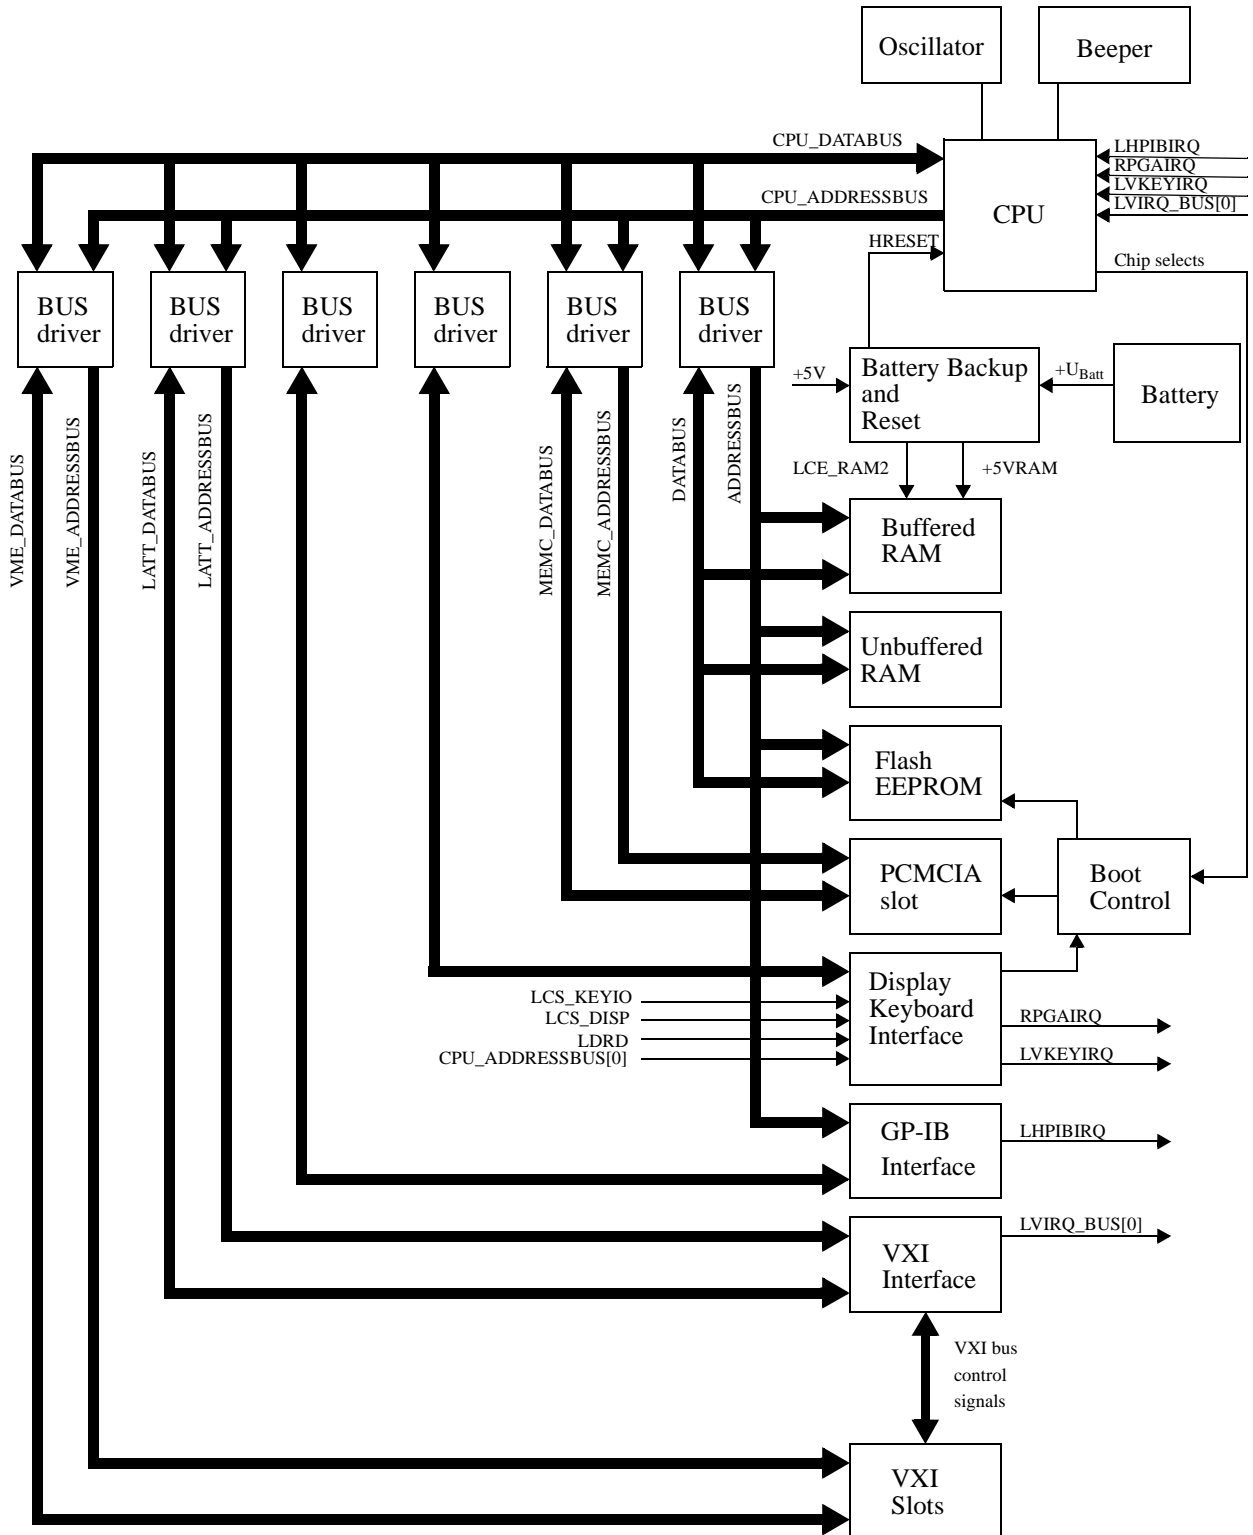 Oscillator
Beeper
CPU_DATABUS
LHPIBIRQ
RPGAIRQ
LVKEYIRQ
LVIRQ_BUS[0]
CPU_ADDRESSBUS
CPU
HRESET
Chip selects
BUS
driver
BUS
driver
BUS
driver
BUS
driver
BUS
driver
BUS
driver
+5V
Battery Backup
and
Reset
+UBatt
Battery
VME_DATABUS
VME_ADDRESSBUS
LATT_DATABUS
LATT_ADDRESSBUS
MEMC_DATABUS
MEMC_ADDRESSBUS
DATABUS
ADDRESSBUS
LCE_RAM2
+5VRAM
Buffered
RAM
Unbuffered
RAM
Flash
EEPROM
PCMCIA
slot
Boot
Control
Display
Keyboard
Interface
LCS_KEYIO
LCS_DISP
LDRD
CPU_ADDRESSBUS[0]
RPGAIRQ
LVKEYIRQ
GP-IB
Interface
LHPIBIRQ
VXI
Interface
LVIRQ_BUS[0]
VXI bus
control
signals
VXI
Slots